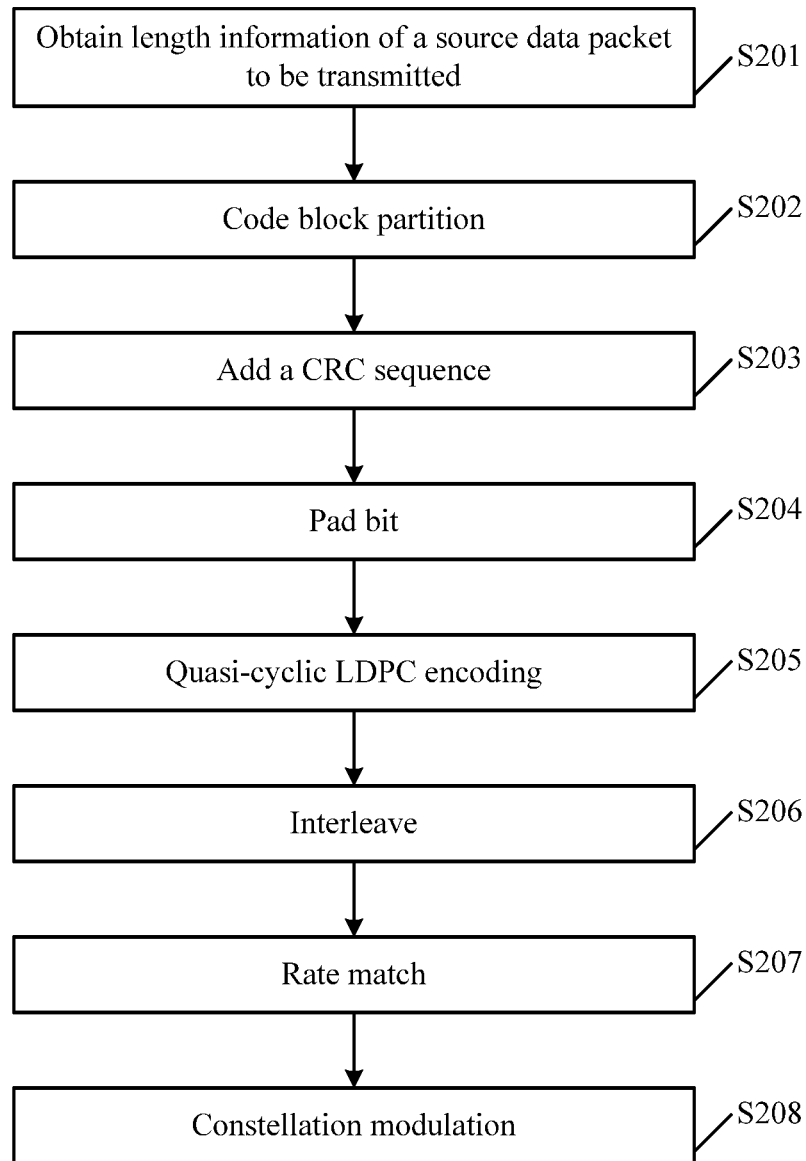 Obtain length information of a source data packet
to be transmitted
S201
Code block partition
S202
Add a CRC sequence
S203
Pad bit
S204
Quasi-cyclic LDPC encoding
S205
Interleave
S206
Rate match
S207
Constellation modulation
S208